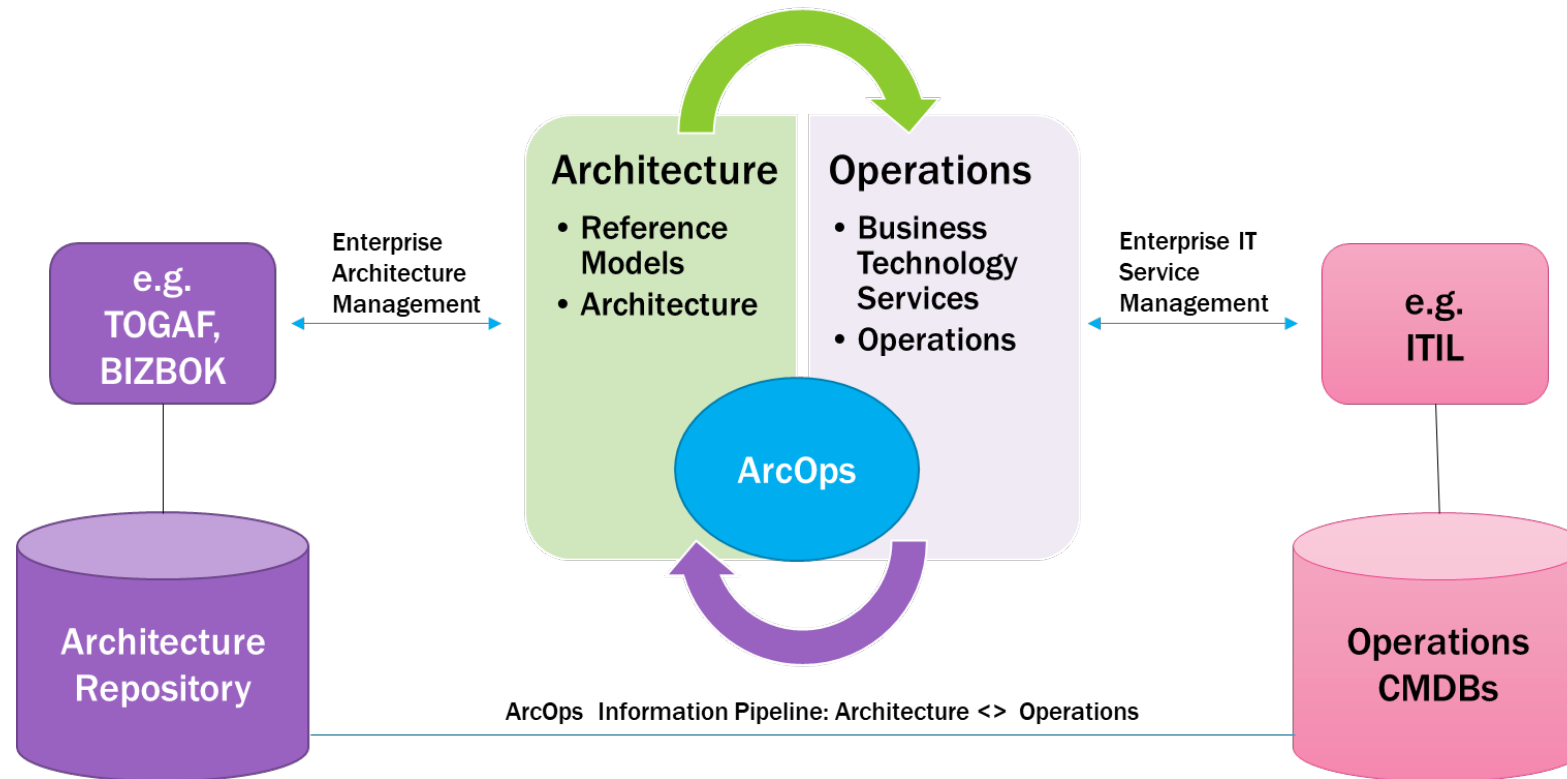 Architecture
• Reference
Models
• Architecture
Operations
• Business
Technology
Services
• Operations
Enterprise
Architecture
Management
Enterprise IT
Service
Management
e.g.
TOGAF,
BIZBOK
e.g.
ITIL
ArcOps
Architecture
Repository
Operations
CMDBs
ArcOps Information Pipeline: Architecture <> Operations